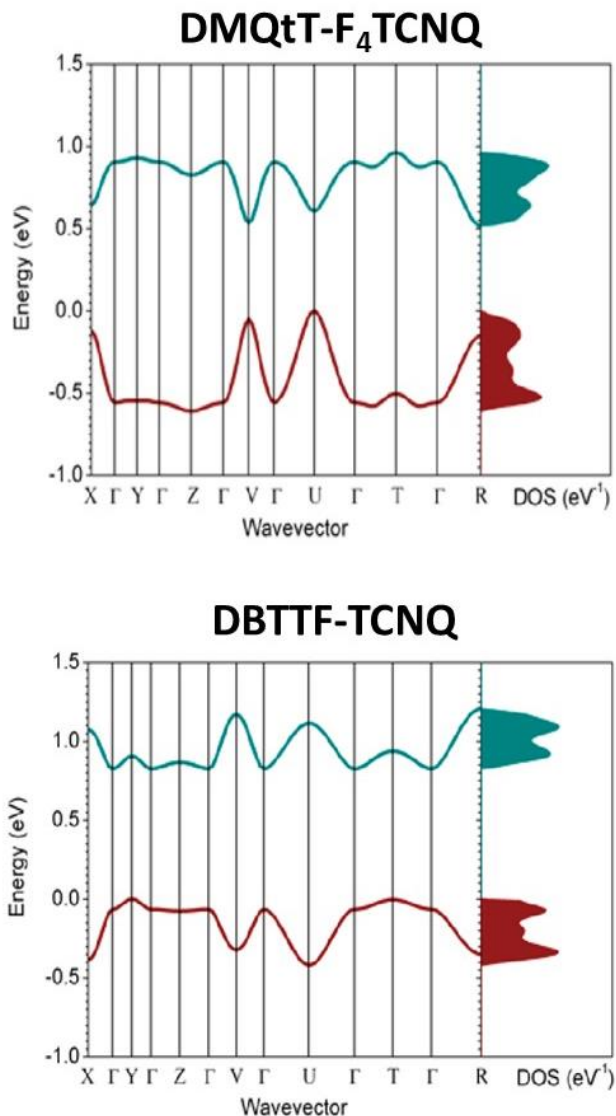 DMQtT-F₄TCNQ
1.5
1.0
0.5
0.0
-0.5
-1.0
Energy (eV)
X Γ Y Γ Z Γ V Γ U Γ T Γ R DOS (eV⁻¹)
Wavevector
DBTTF-TCNQ
1.5
1.0
0.5
0.0
-0.5
-1.0
Energy (eV)
X Γ Y Γ Z Γ V Γ U Γ T Γ R DOS (eV⁻¹)
Wavevector